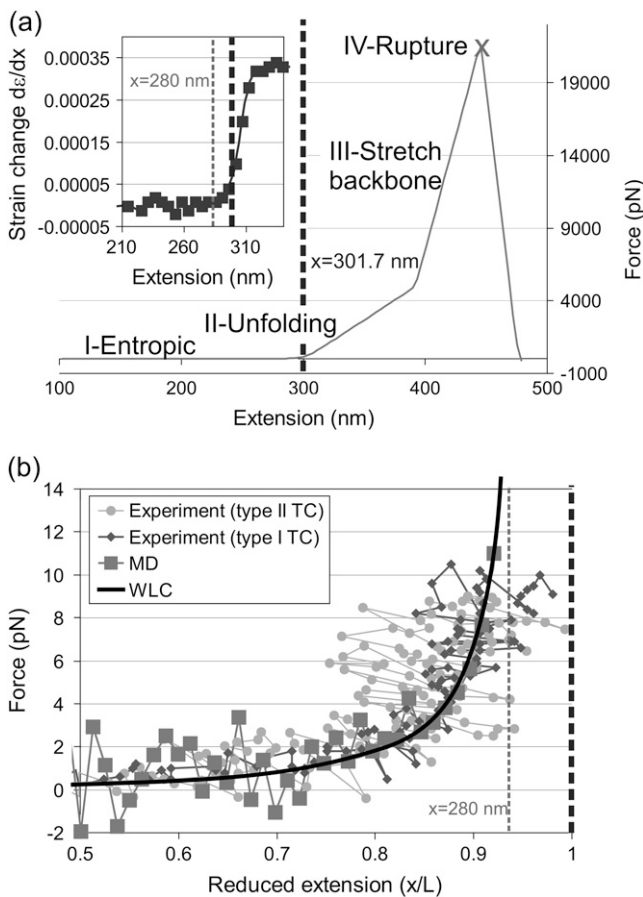 (a)
Strain change dε/dx
0.00035
0.00025
0.00015
0.00005
-0.00005
x=280 nm
210 260 310
Extension (nm)
IV-Rupture
III-Stretch
backbone
x=301.7 nm
II-Unfolding
I-Entropic
19000
14000
9000
4000
-1000
Force (pN)
100 200 300 400 500
Extension (nm)
(b)
Experiment (type II TC)
Experiment (type I TC)
MD
WLC
Force (pN)
14
12
10
8
6
4
2
0
-2
x=280 nm
0.5 0.6 0.7 0.8 0.9 1
Reduced extension (x/L)